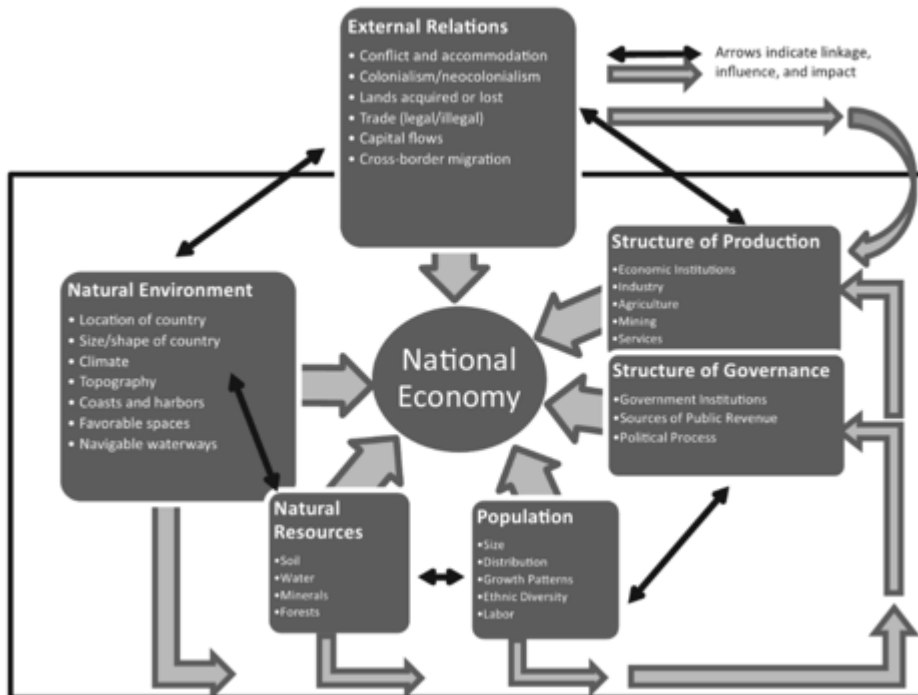 External Relations
• Conflict and accommodation
• Colonialism/neocolonialism
• Lands acquired or lost
• Trade (legal/illegal)
• Capital flows
• Cross-border migration
Arrows indicate linkage,
influence, and impact
Natural Environment
• Location of country
• Size/shape of country
• Climate
• Topography
• Coasts and harbors
• Favorable spaces
• Navigable waterways
National
Economy
Structure of Production
•Economic Institutions
•Industry
•Agriculture
•Mining
•Services
Structure of Governance
•Government Institutions
•Sources of Public Revenue
•Political Process
Natural
Resources
•Soil
•Water
•Minerals
•Forests
Population
•Size
•Distribution
•Growth Patterns
•Ethnic Diversity
•Labor